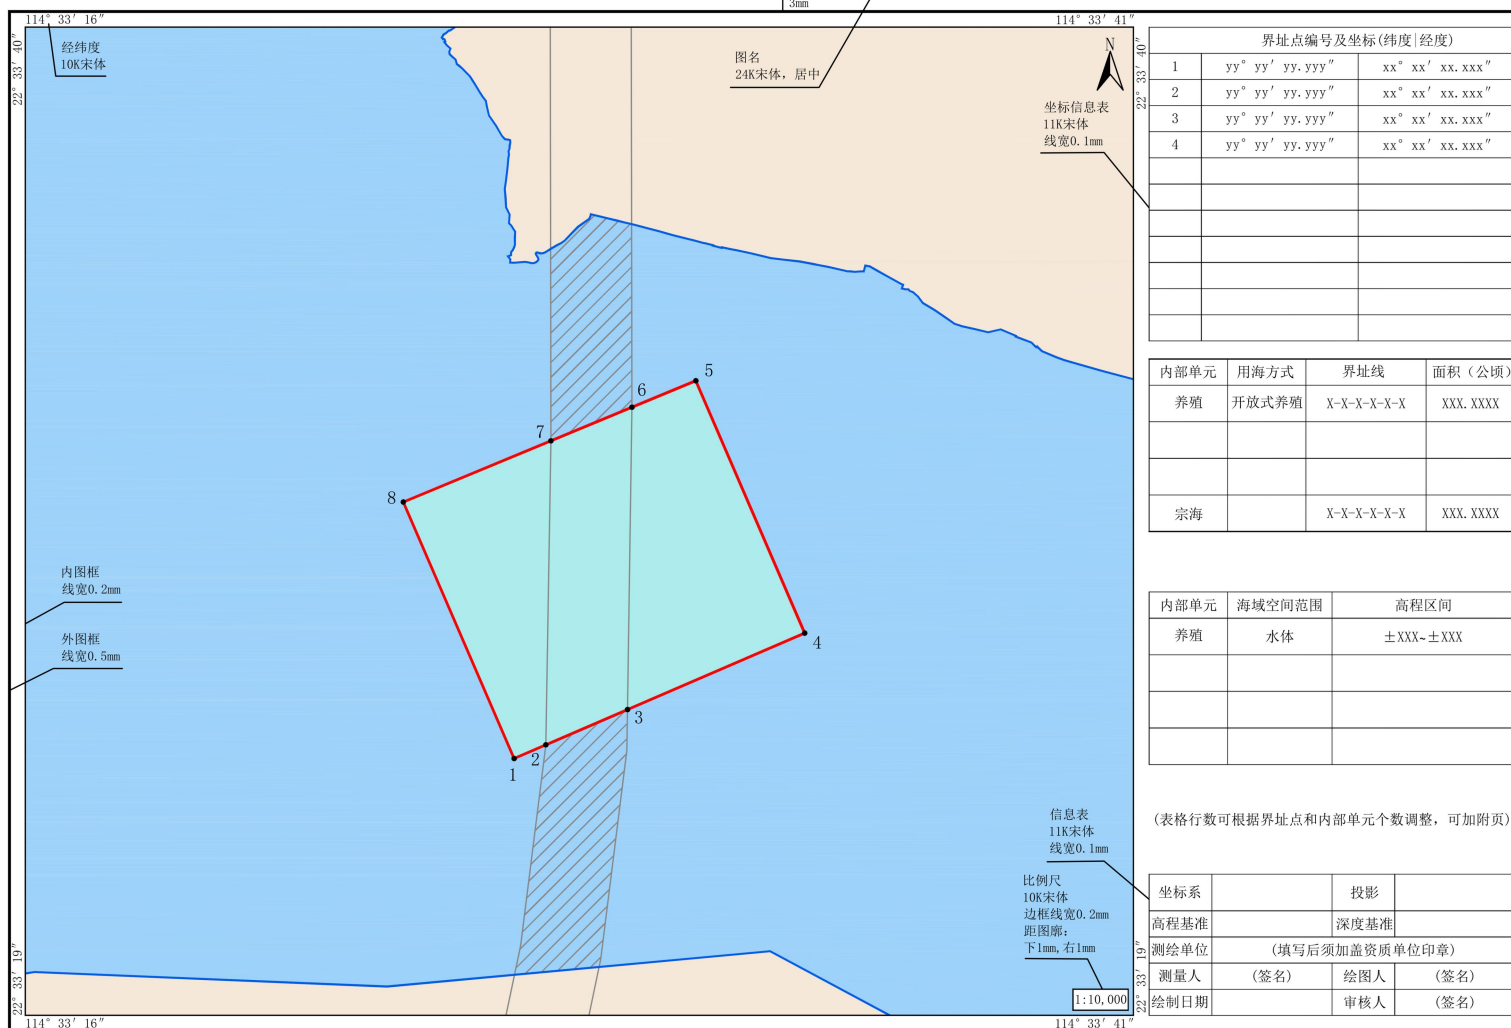 3mm
114° 33′ 16″
114° 33′ 41″
22° 33′ 40″
22° 33′ 40″
经纬度
10K宋体
图名
24K宋体，居中
N
坐标信息表
11K宋体
线宽0.1mm
5
6
7
8
4
3
2
1
内图框
线宽0.2mm
外图框
线宽0.5mm
信息表
11K宋体
线宽0.1mm
比例尺
10K宋体
边框线宽0.2mm
距图廓：
下1mm,右1mm
1:10,000
22° 33′ 19″
22° 33′ 19″
114° 33′ 16″
114° 33′ 41″
界址点编号及坐标(纬度|经度)
1 yy° yy′ yy.yyy″ xx° xx′ xx.xxx″
2 yy° yy′ yy.yyy″ xx° xx′ xx.xxx″
3 yy° yy′ yy.yyy″ xx° xx′ xx.xxx″
4 yy° yy′ yy.yyy″ xx° xx′ xx.xxx″
内部单元 用海方式 界址线 面积（公顷）
养殖 开放式养殖 X-X-X-X-X-X XXX.XXXX
宗海 X-X-X-X-X-X XXX.XXXX
内部单元 海域空间范围 高程区间
养殖 水体 ±XXX~±XXX
(表格行数可根据界址点和内部单元个数调整，可加附页)
坐标系 投影
高程基准 深度基准
测绘单位 (填写后须加盖资质单位印章)
测量人 (签名) 绘图人 (签名)
绘制日期 审核人 (签名)